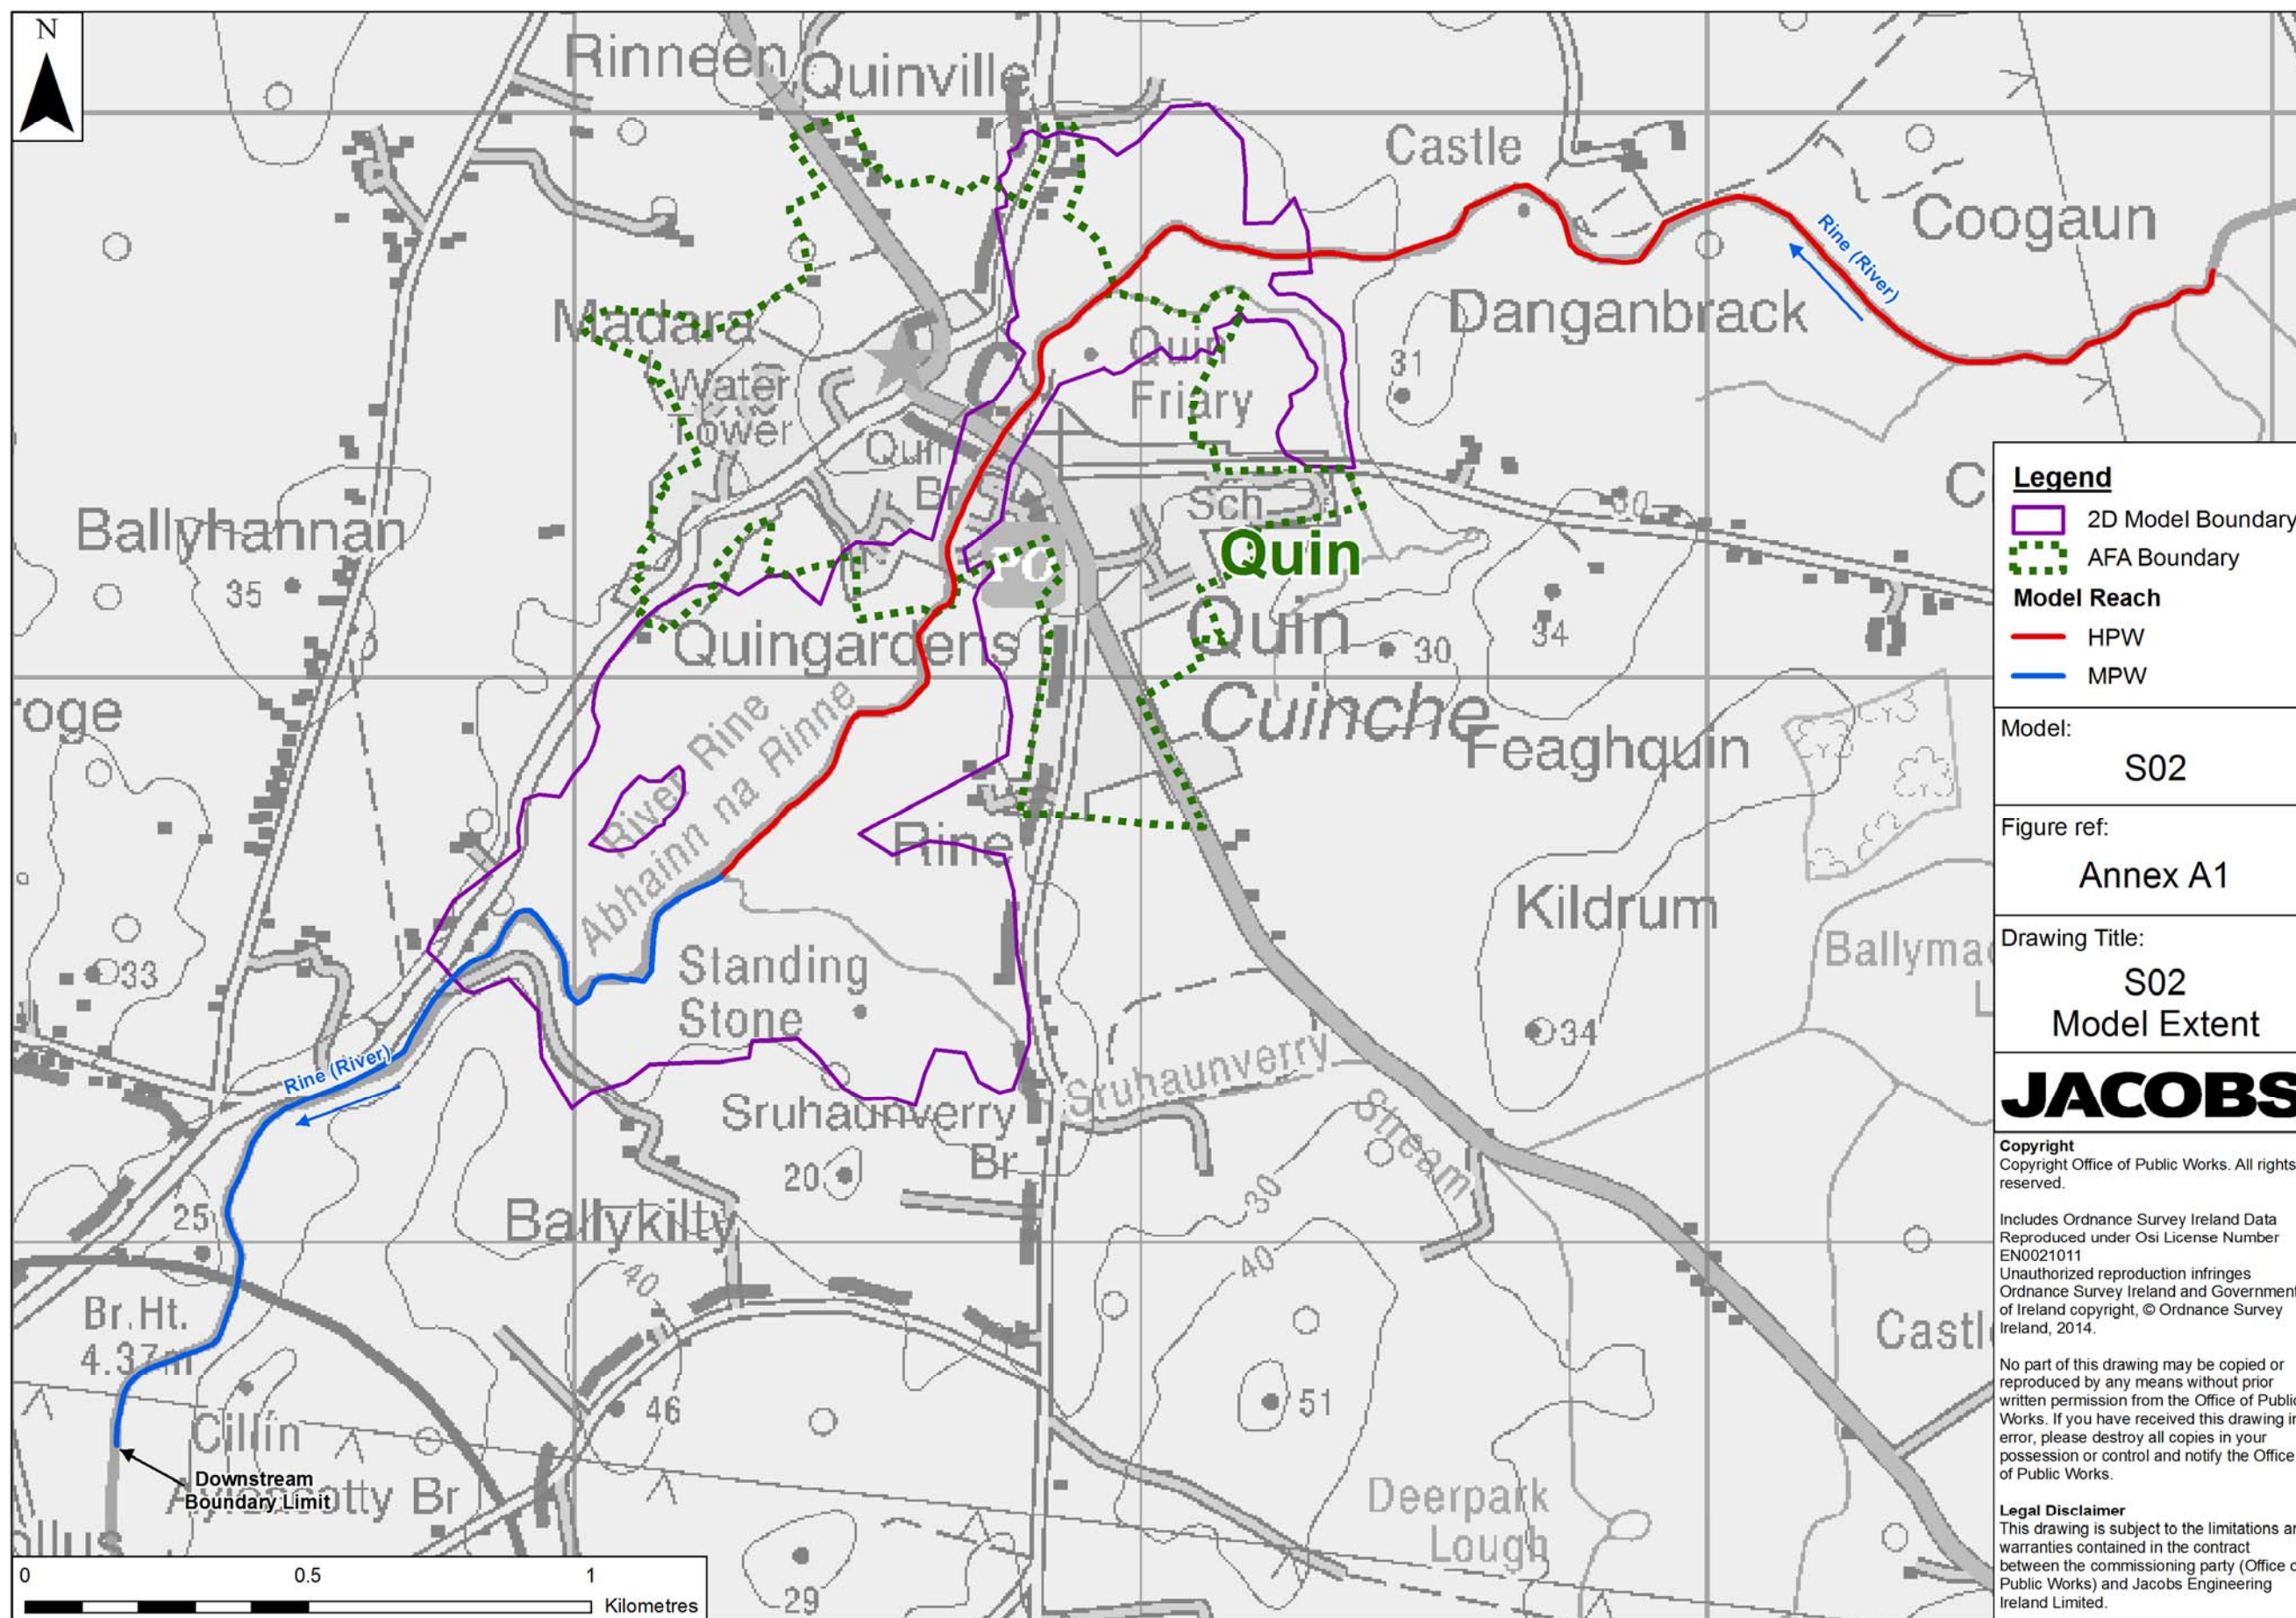 N
Rinneen
Quinville
Castle
Coogaun
Rine (River)
Madara
Danganbrack
Quin
Friary
31
Water
Tower
Quin
Br
Sch
Ballyhannan
35
PO
Quin
Quin
Cuinche
30
34
Quingardens
roge
River Rine
Abhainn na Rinne
Feaghquin
Rine
Kildrum
Ballyma
L
33
Standing
Stone
34
Rine (River)
Sruhaunverry
Stream
Sruhaunverry
Br
20
25
Ballykilty
30
40
40
Br.Ht.
4.37m
Castl
Cillín
46
51
Downstream
Boundary Limit
Br
Deerpark
Lough
ollus
29
0 0.5 1
Kilometres
C
Legend
2D Model Boundary
AFA Boundary
Model Reach
HPW
MPW
Model:
S02
Figure ref:
Annex A1
Drawing Title:
S02
Model Extent
JACOBS
Copyright
Copyright Office of Public Works. All rights
reserved.
Includes Ordnance Survey Ireland Data
Reproduced under Osi License Number
EN0021011
Unauthorized reproduction infringes
Ordnance Survey Ireland and Government
of Ireland copyright, © Ordnance Survey
Ireland, 2014.
No part of this drawing may be copied or
reproduced by any means without prior
written permission from the Office of Public
Works. If you have received this drawing in
error, please destroy all copies in your
possession or control and notify the Office
of Public Works.
Legal Disclaimer
This drawing is subject to the limitations an
warranties contained in the contract
between the commissioning party (Office o
Public Works) and Jacobs Engineering
Ireland Limited.